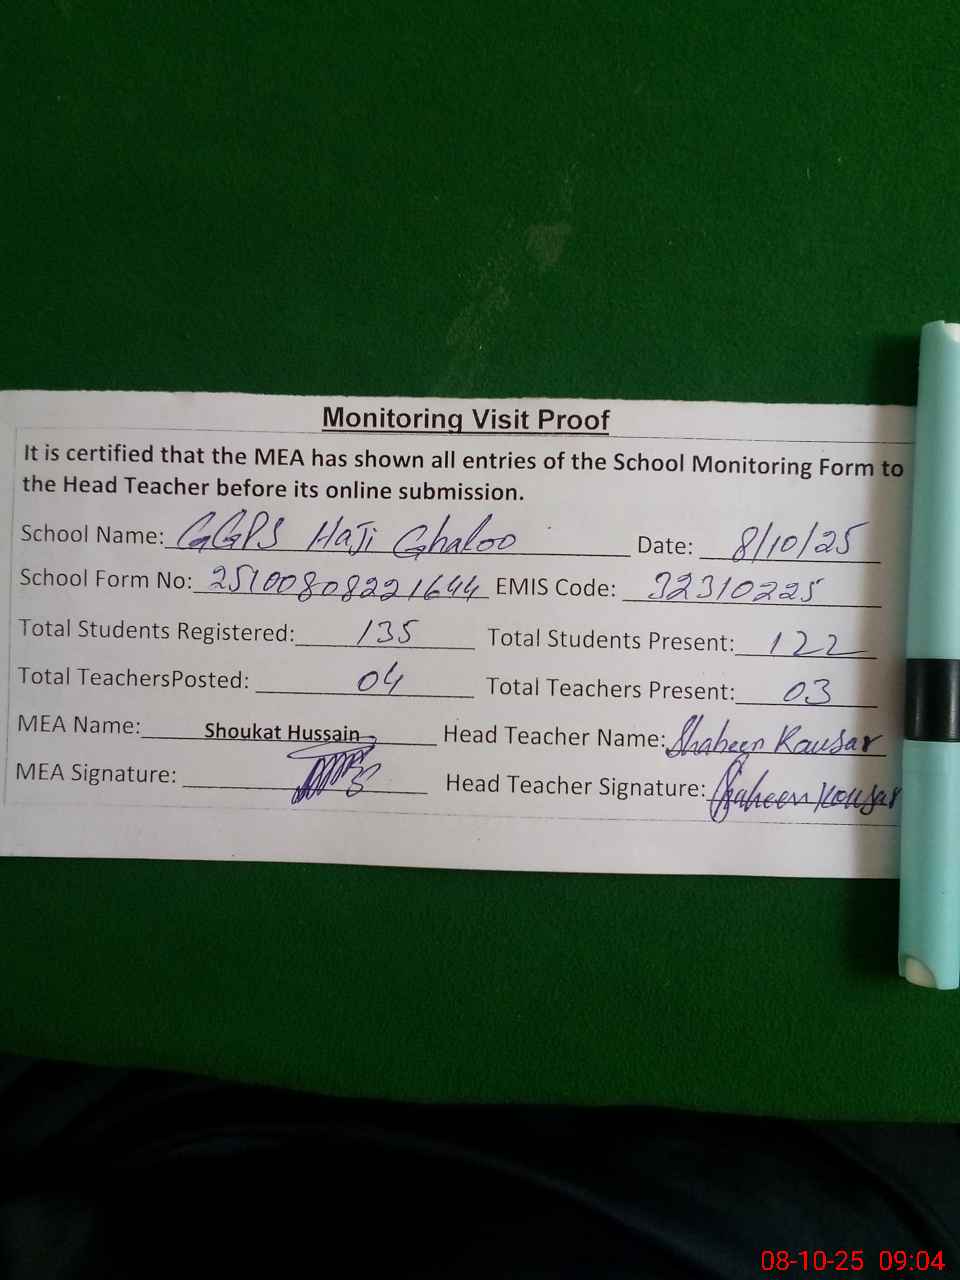 Monitoring Visit Proof
It is certified that the MEA has shown all entries of the School Monitoring Form to
the Head Teacher before its online submission.
School Name: GGPS Haji Ghaloo Date: 8/10/25
School Form No: 25100808221644 EMIS Code: 32310225
Total Students Registered: 135 Total Students Present: 122
Total TeachersPosted: 04 Total Teachers Present: 03
MEA Name: Shoukat Hussain Head Teacher Name: Shaheen Kausar
MEA Signature: Head Teacher Signature: Shaheen Kousar
08-10-25 09:04